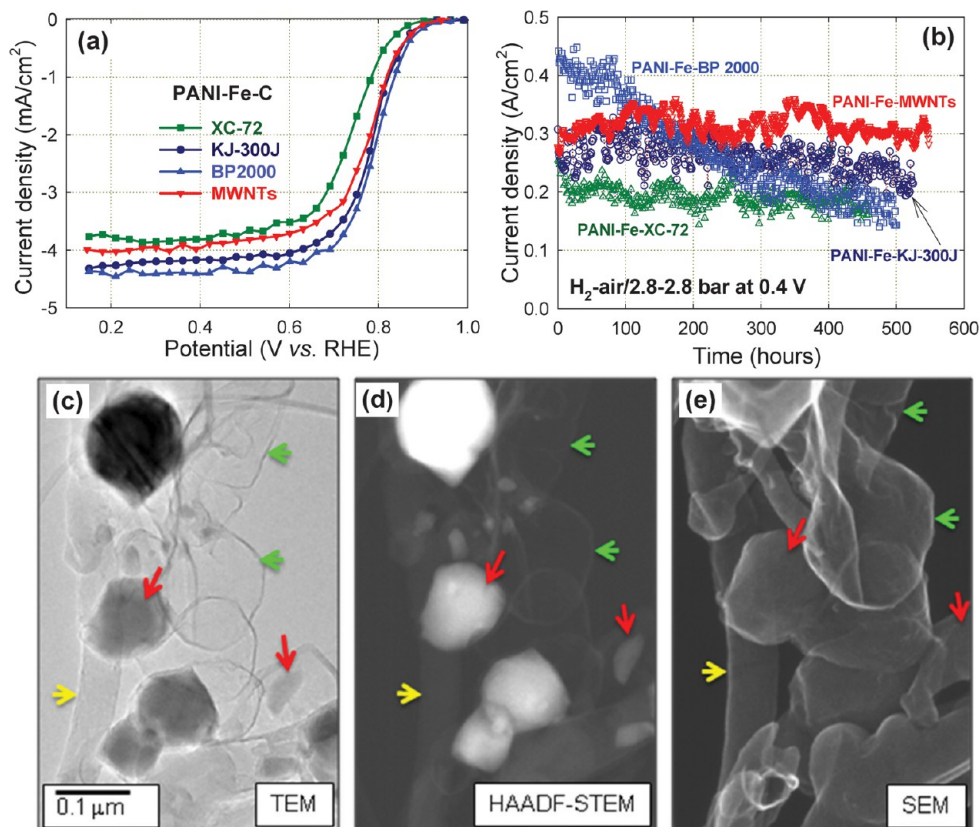 (a)
Current density (mA/cm²)
0
-1
-2
-3
-4
-5
PANI-Fe-C
XC-72
KJ-300J
BP2000
MWNTs
0.2
0.4
0.6
0.8
1.0
Potential (V vs. RHE)
(b)
Current density (A/cm²)
0.5
0.4
0.3
0.2
0.1
0.0
PANI-Fe-BP 2000
PANI-Fe-MWNTs
PANI-Fe-XC-72
PANI-Fe-KJ-300J
H₂-air/2.8-2.8 bar at 0.4 V
0
100
200
300
400
500
600
Time (hours)
(c)
0.1 μm
TEM
(d)
HAADF-STEM
(e)
SEM